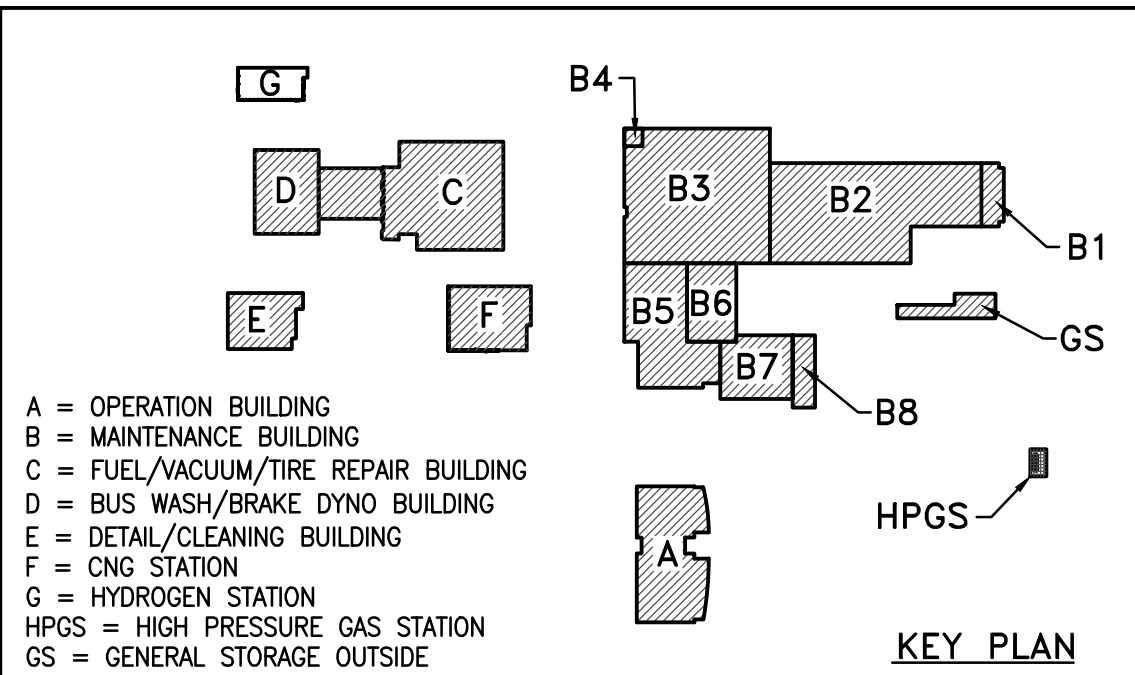 G
B4
D
C
B3
B2
B1
E
F
B5
B6
GS
B7
B8
A = OPERATION BUILDING
B = MAINTENANCE BUILDING
C = FUEL/VACUUM/TIRE REPAIR BUILDING
D = BUS WASH/BRAKE DYNO BUILDING
E = DETAIL/CLEANING BUILDING
F = CNG STATION
G = HYDROGEN STATION
HPGS = HIGH PRESSURE GAS STATION
GS = GENERAL STORAGE OUTSIDE
HPGS
A
KEY PLAN